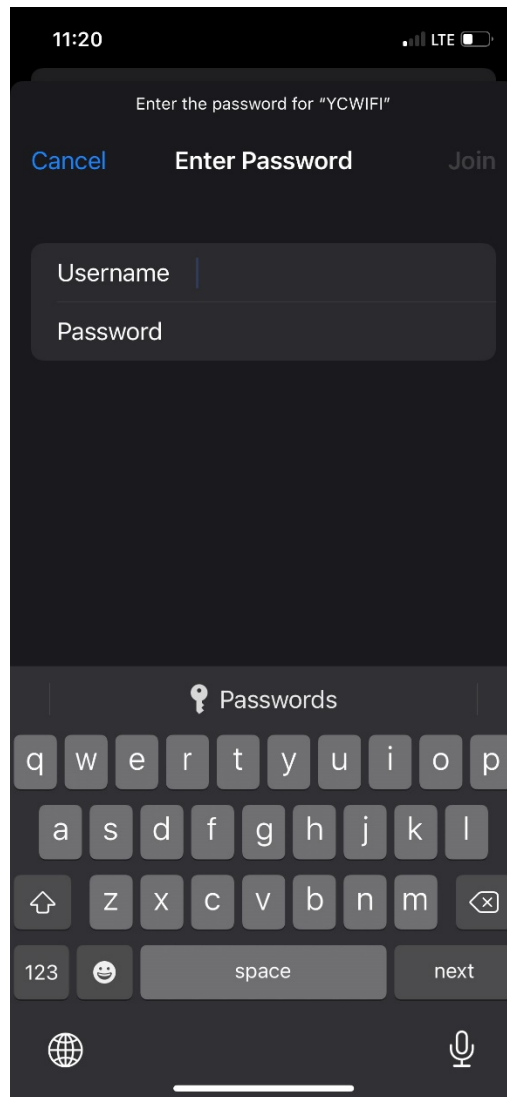 11:20 LTE
Enter the password for “YCWIFI”
Cancel Enter Password Join
Username
Password
Passwords
q w e r t y u i o p
a s d f g h j k l
z x c v b n m
123 space next